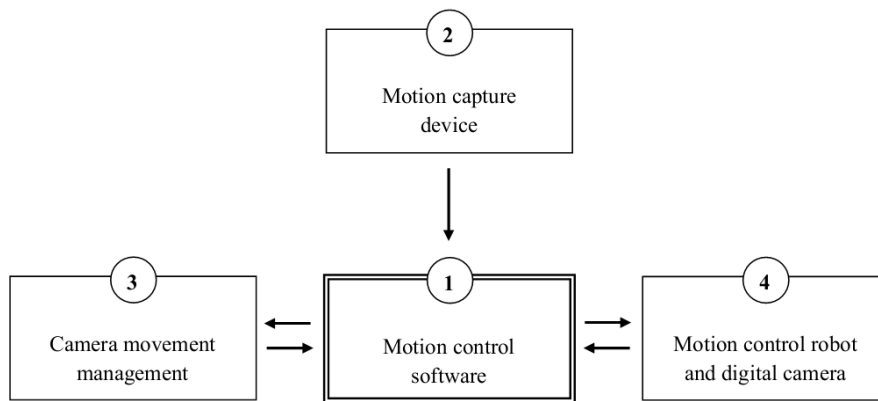 2
Motion capture
device
3
Camera movement
management
1
Motion control
software
4
Motion control robot
and digital camera